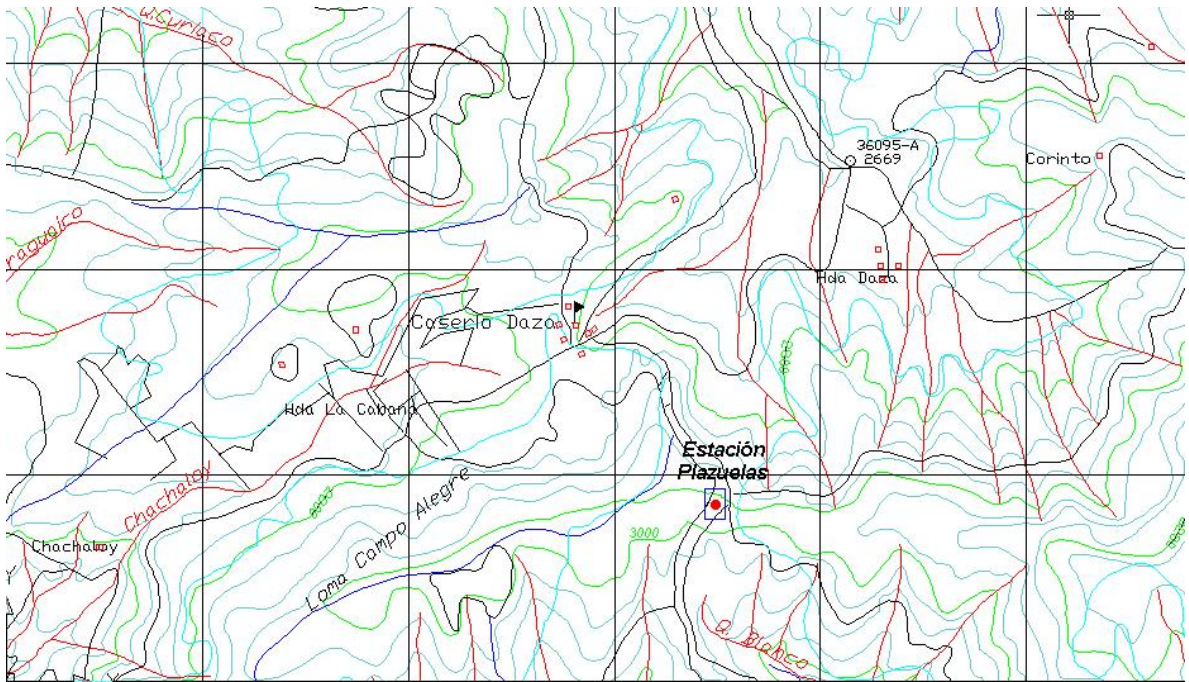 Q.Curiaco
36095-A
2669
Corinto
raguaico
Hda Daza
Caserio Daza
Hda La Cabaña
Estación
Plazuelas
Chachaloy
Loma Campo Alegre
3000
Chachaloy
Q. Blanco